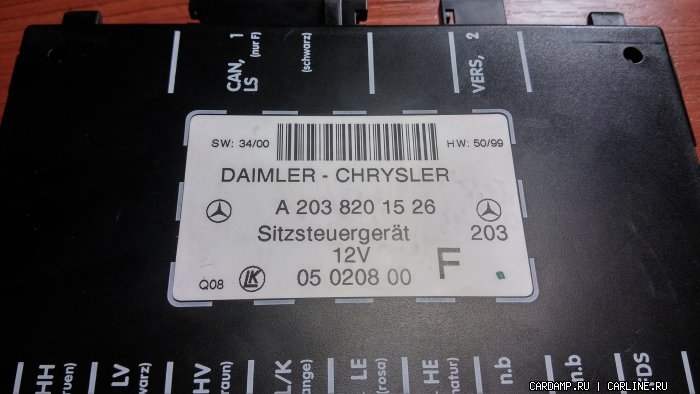 CAN, 1
LS (nur F)
(schwarz)
VERS, 2
SW: 34/00
HW: 50/99
DAIMLER - CHRYSLER
A 203 820 15 26
Sitzsteuergerät
203
12V
F
Q08
LK
05 0208 00
HH
LV
HV
L/K
LE
(rosa)
HE
n.b
n.b
CARDAMP.RU | CARLINE.RU